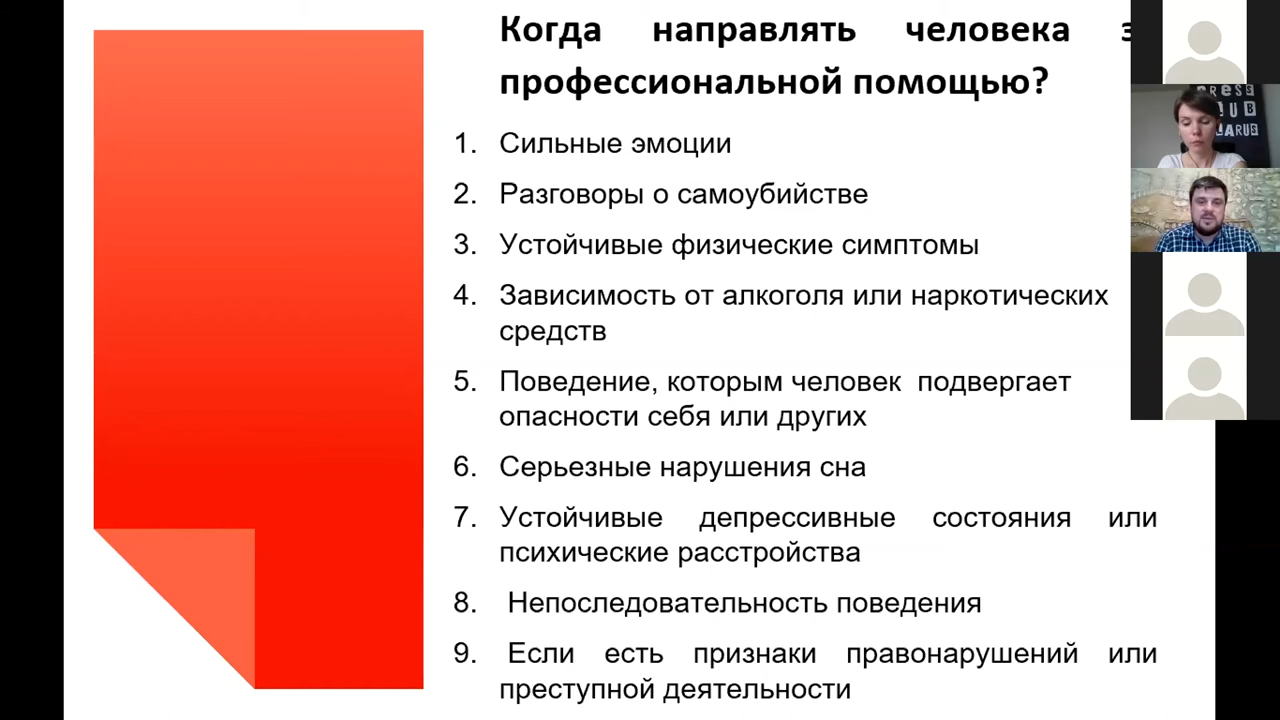 Когда направлять человека з
профессиональной помощью?
1. Сильные эмоции
2. Разговоры о самоубийстве
3. Устойчивые физические симптомы
4. Зависимость от алкоголя или наркотических
средств
5. Поведение, которым человек подвергает
опасности себя или других
6. Серьезные нарушения сна
7. Устойчивые депрессивные состояния или
психические расстройства
8. Непоследовательность поведения
9. Если есть признаки правонарушений или
преступной деятельности
PRESS